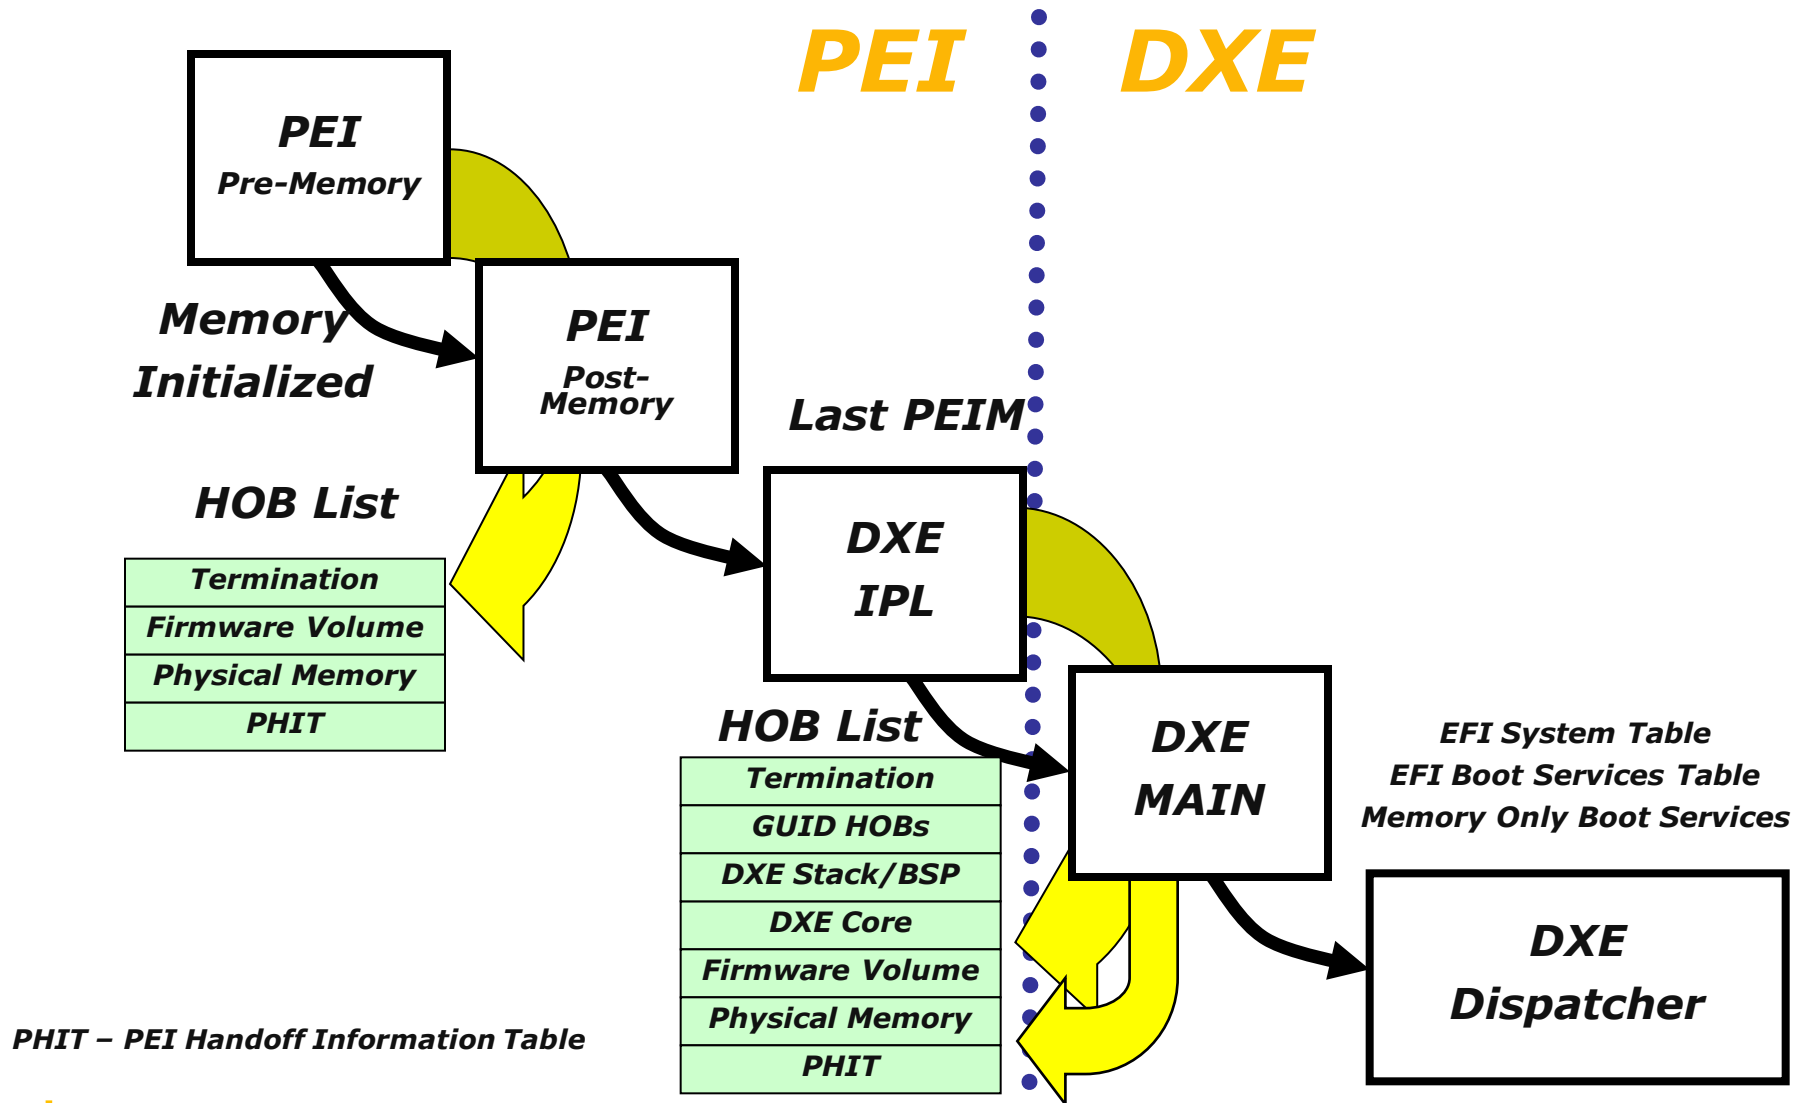 PEI
DXE
PEI
Pre-Memory
Memory
Initialized
PEI
Post-
Memory
Last PEIM
HOB List
Termination
Firmware Volume
Physical Memory
PHIT
DXE
IPL
HOB List
Termination
GUID HOBs
DXE Stack/BSP
DXE Core
Firmware Volume
Physical Memory
PHIT
DXE
MAIN
EFI System Table
EFI Boot Services Table
Memory Only Boot Services
DXE
Dispatcher
PHIT – PEI Handoff Information Table